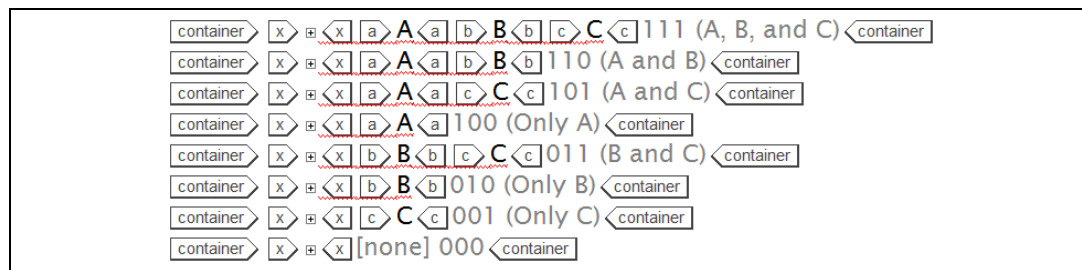 container x x a A a b B b c C c 111 (A, B, and C) container
container x x a A a b B b 110 (A and B) container
container x x a A a c C c 101 (A and C) container
container x x a A a 100 (Only A) container
container x x b B b c C c 011 (B and C) container
container x x b B b 010 (Only B) container
container x x c C c 001 (Only C) container
container x x [none] 000 container